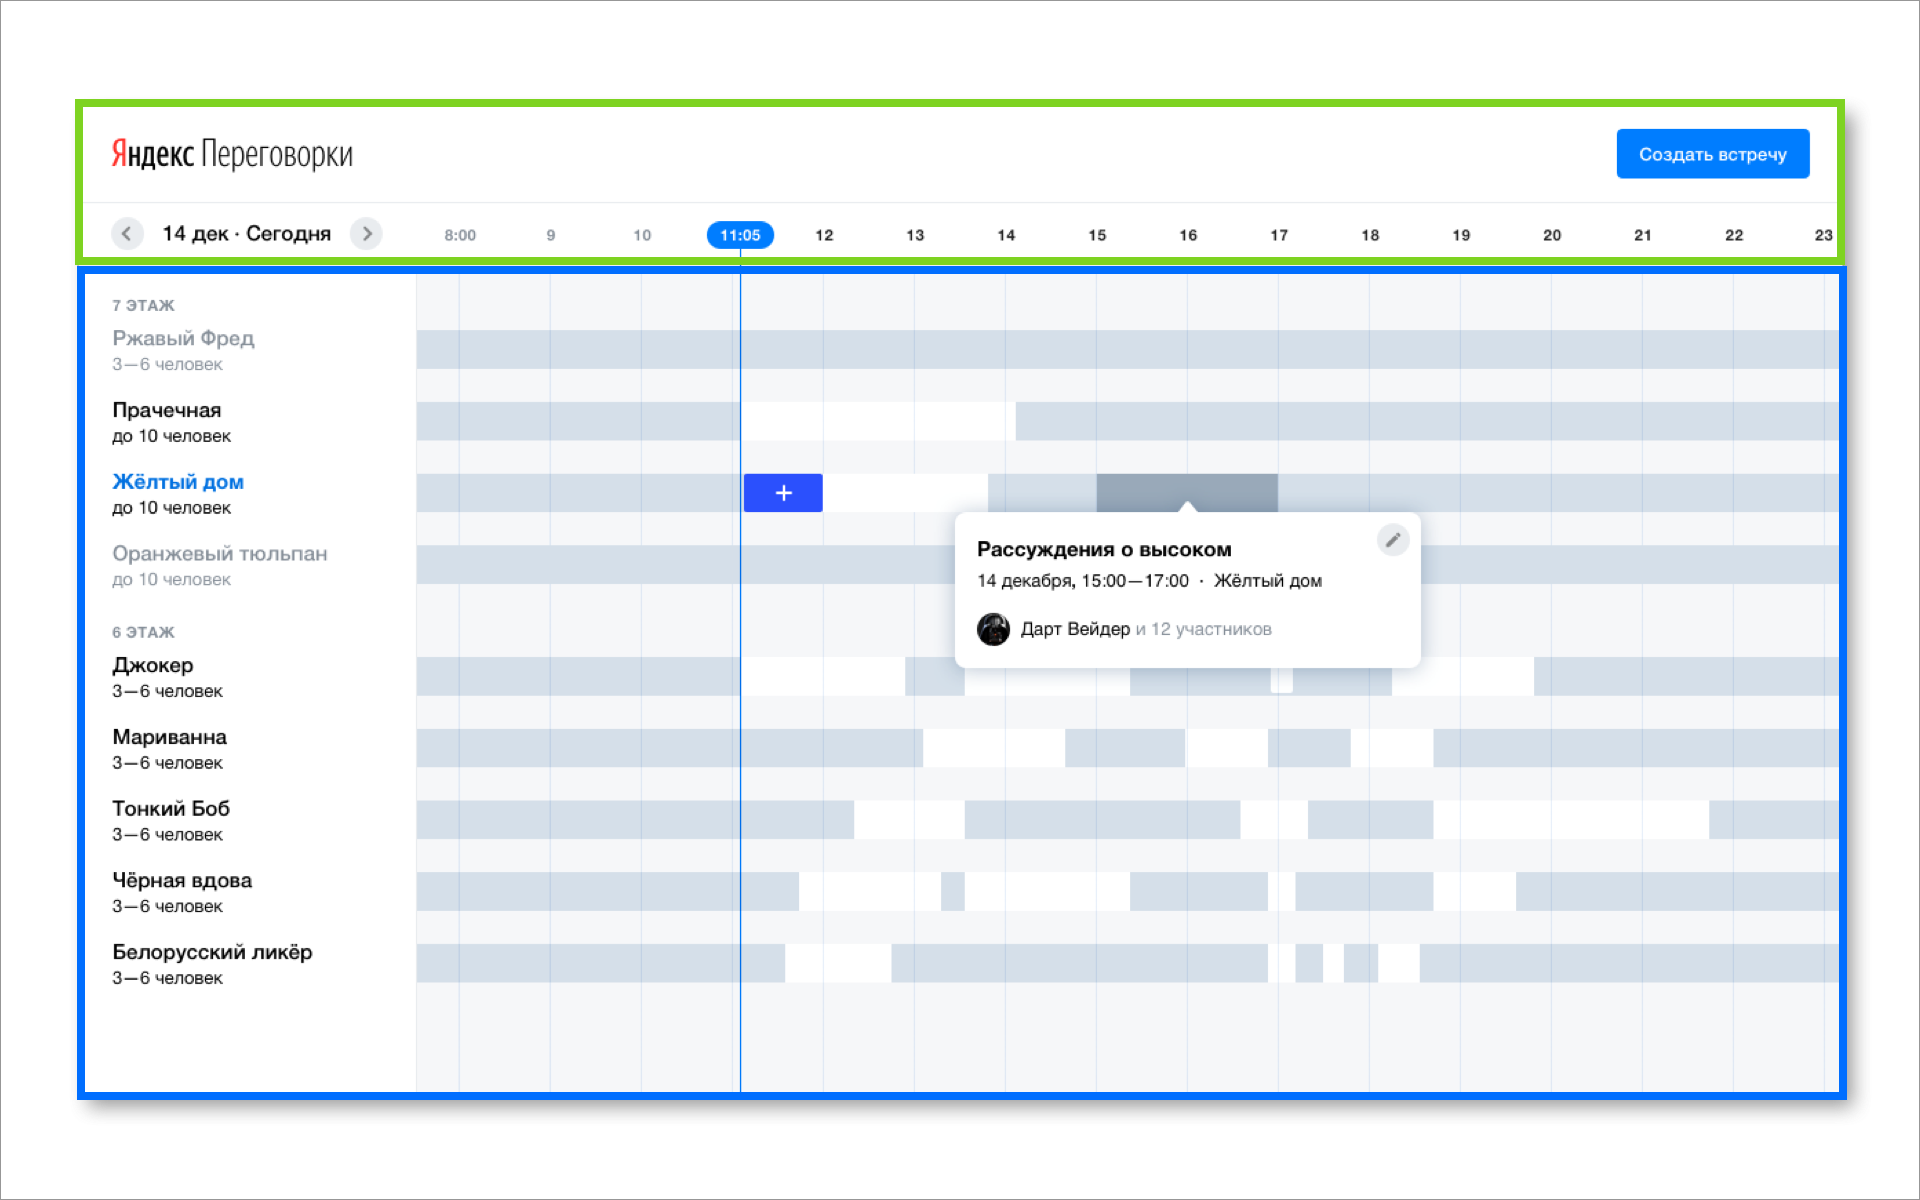 Яндекс Переговорки
Создать встречу
14 дек · Сегодня
8:00 9 10 11:05 12 13 14 15 16 17 18 19 20 21 22 23
7 ЭТАЖ
Ржавый Фред
3—6 человек
Прачечная
до 10 человек
Жёлтый дом
до 10 человек
+
Оранжевый тюльпан
до 10 человек
Рассуждения о высоком
14 декабря, 15:00—17:00 · Жёлтый дом
Дарт Вейдер и 12 участников
6 ЭТАЖ
Джокер
3—6 человек
Мариванна
3—6 человек
Тонкий Боб
3—6 человек
Чёрная вдова
3—6 человек
Белорусский ликёр
3—6 человек